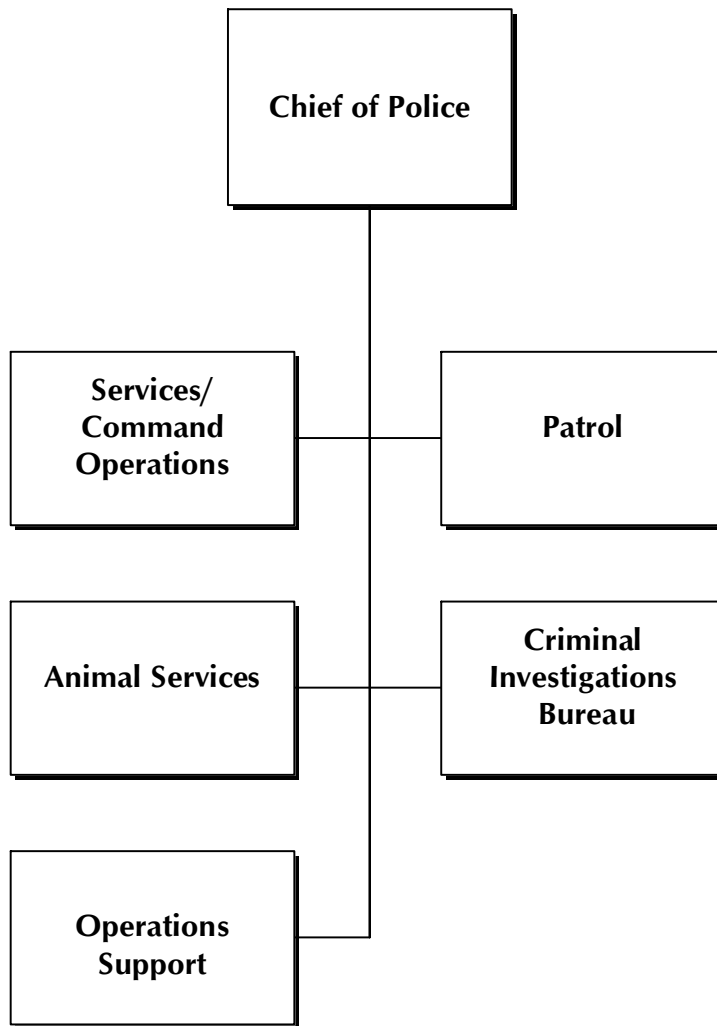 Chief of Police
Services/
Command
Operations
Patrol
Animal Services
Criminal
Investigations
Bureau
Operations
Support